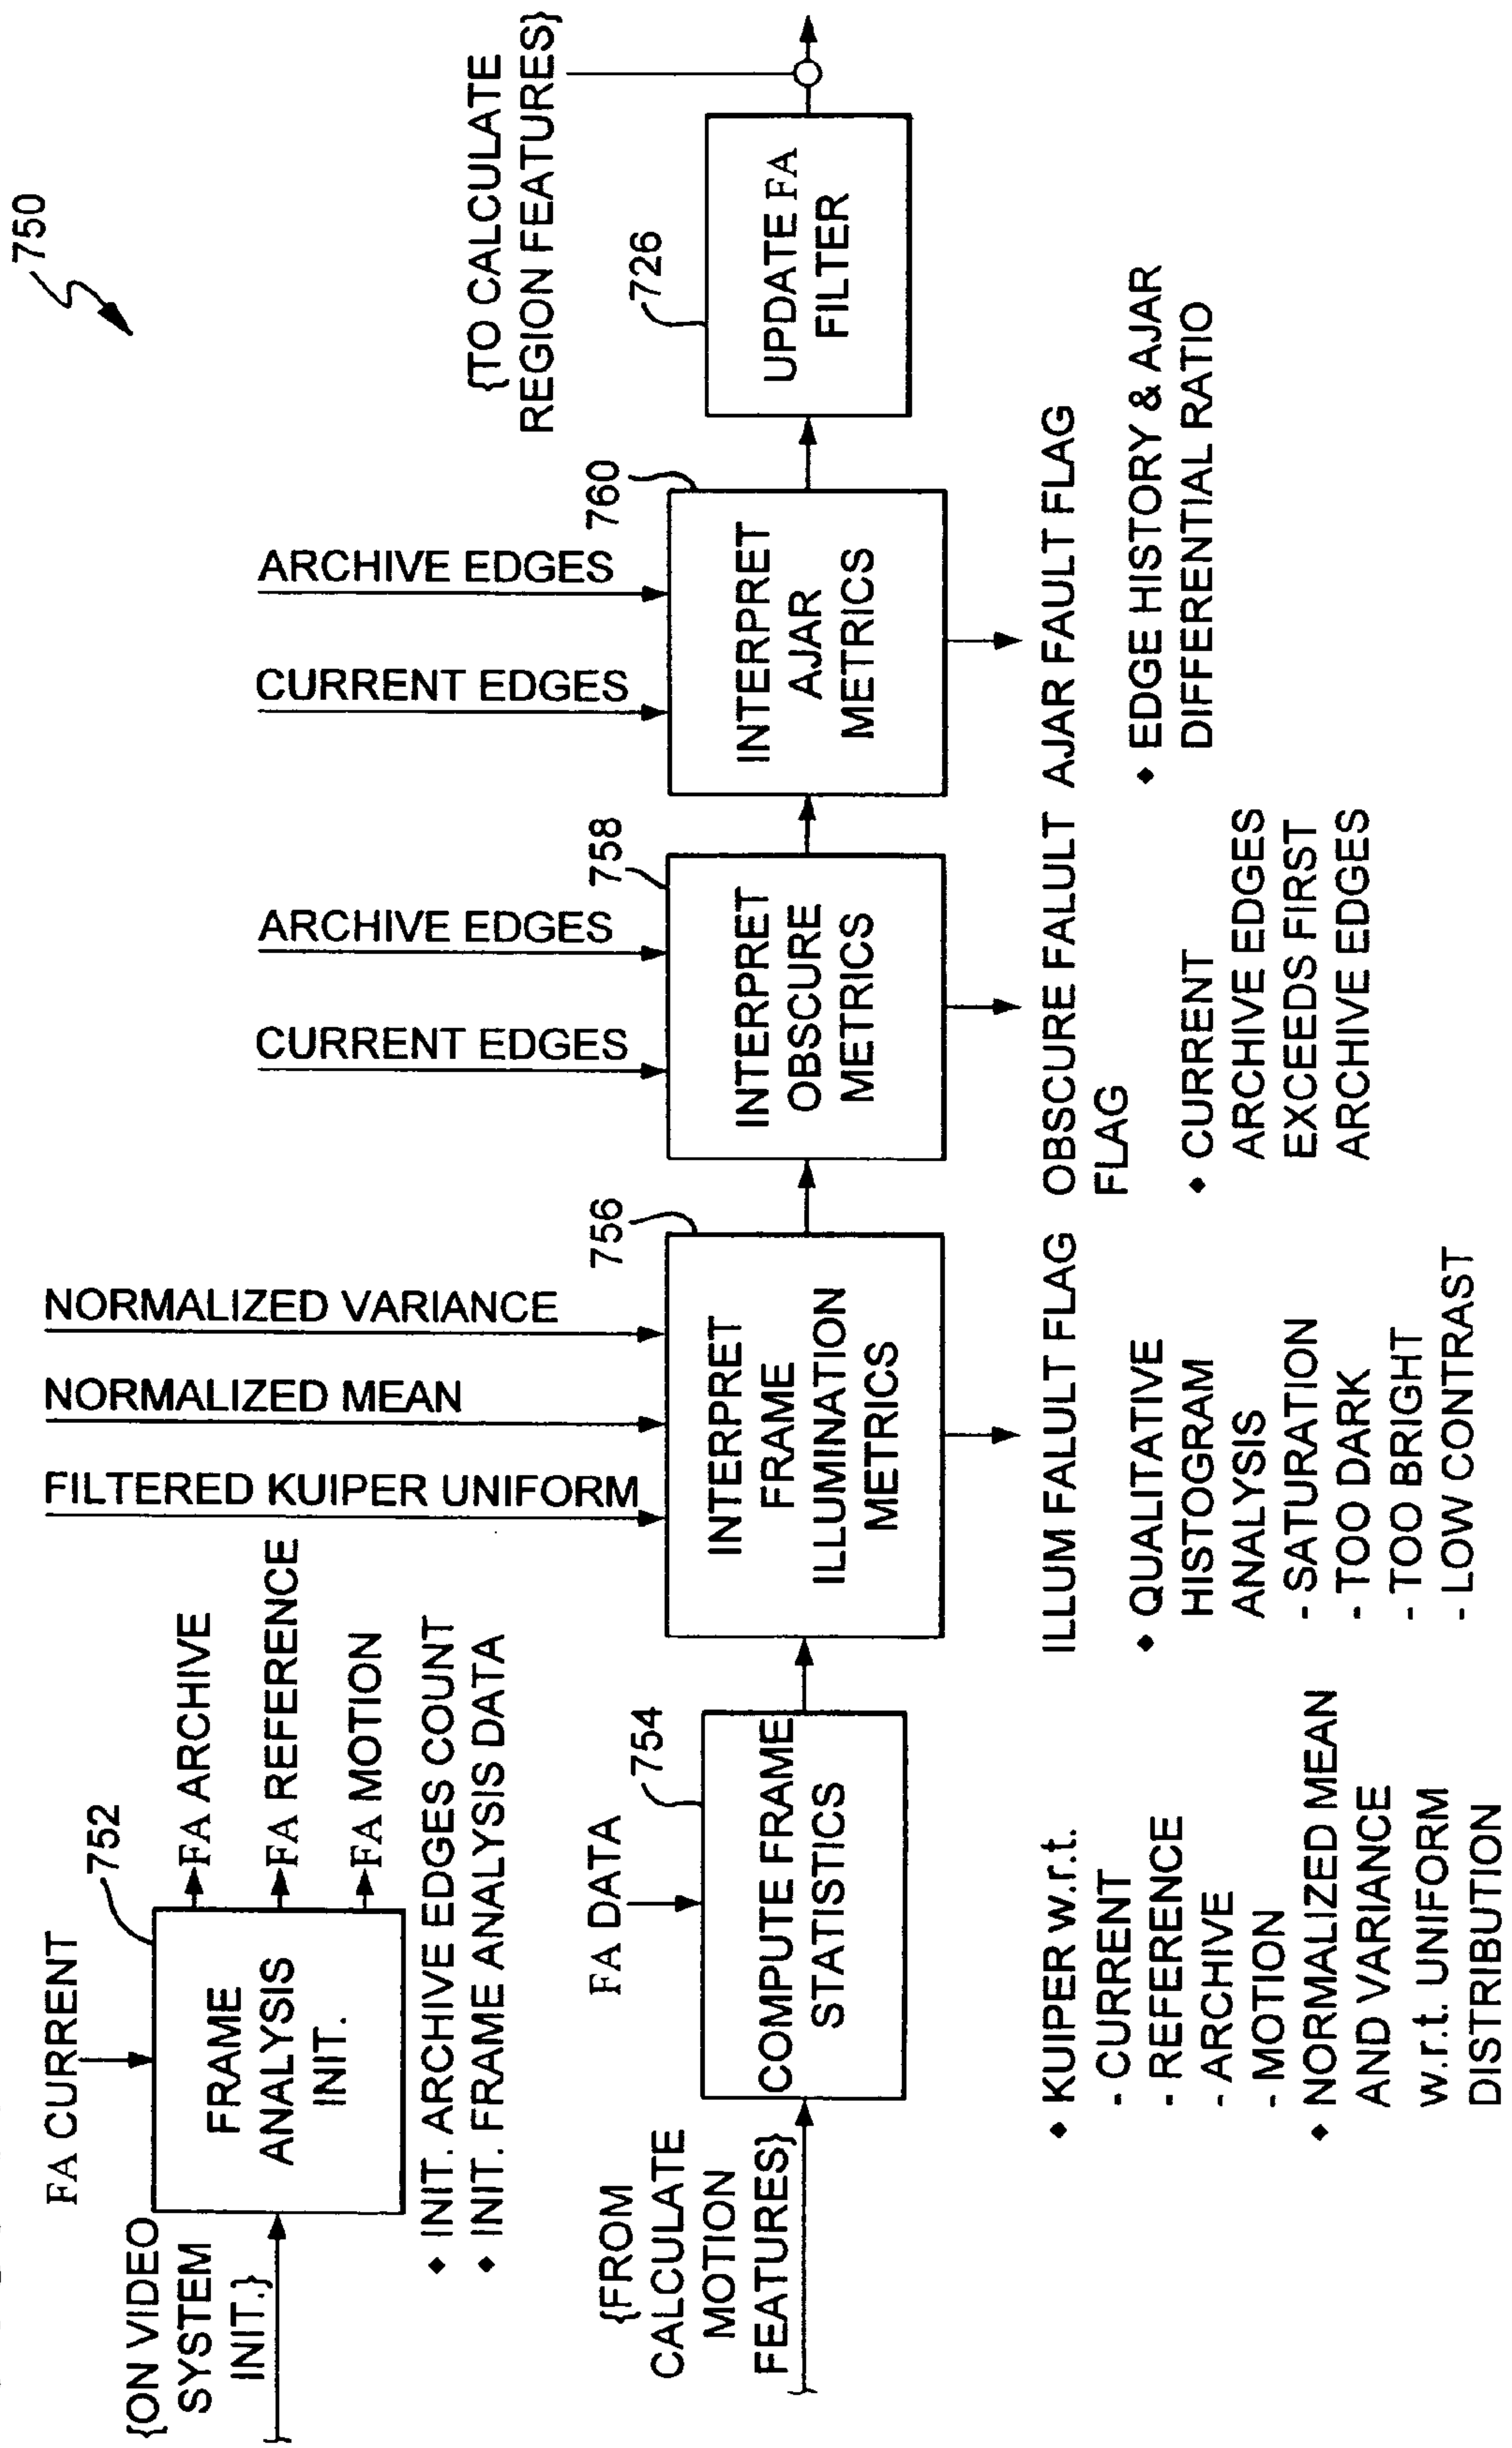 750
FA CURRENT
752
{ON VIDEO
SYSTEM
INIT.}
FRAME
ANALYSIS
INIT.
FA ARCHIVE
FA REFERENCE
FA MOTION
◆ INIT. ARCHIVE EDGES COUNT
◆ INIT. FRAME ANALYSIS DATA
{FROM
CALCULATE
MOTION
FEATURES}
FA DATA
754
COMPUTE FRAME
STATISTICS
◆ KUIPER w.r.t.
- CURRENT
- REFERENCE
- ARCHIVE
- MOTION
◆ NORMALIZED MEAN
AND VARIANCE
w.r.t. UNIFORM
DISTRIBUTION
NORMALIZED VARIANCE
NORMALIZED MEAN
FILTERED KUIPER UNIFORM
756
INTERPRET
FRAME
ILLUMINATION
METRICS
ILLUM FALULT FLAG
◆ QUALITATIVE
HISTOGRAM
ANALYSIS
- SATURATION
- TOO DARK
- TOO BRIGHT
- LOW CONTRAST
CURRENT EDGES
ARCHIVE EDGES
758
INTERPRET
OBSCURE
METRICS
OBSCURE FALULT
FLAG
◆ CURRENT
ARCHIVE EDGES
EXCEEDS FIRST
ARCHIVE EDGES
CURRENT EDGES
ARCHIVE EDGES
760
INTERPRET
AJAR
METRICS
AJAR FAULT FLAG
◆ EDGE HISTORY & AJAR
DIFFERENTIAL RATIO
726
UPDATE FA
FILTER
{TO CALCULATE
REGION FEATURES}